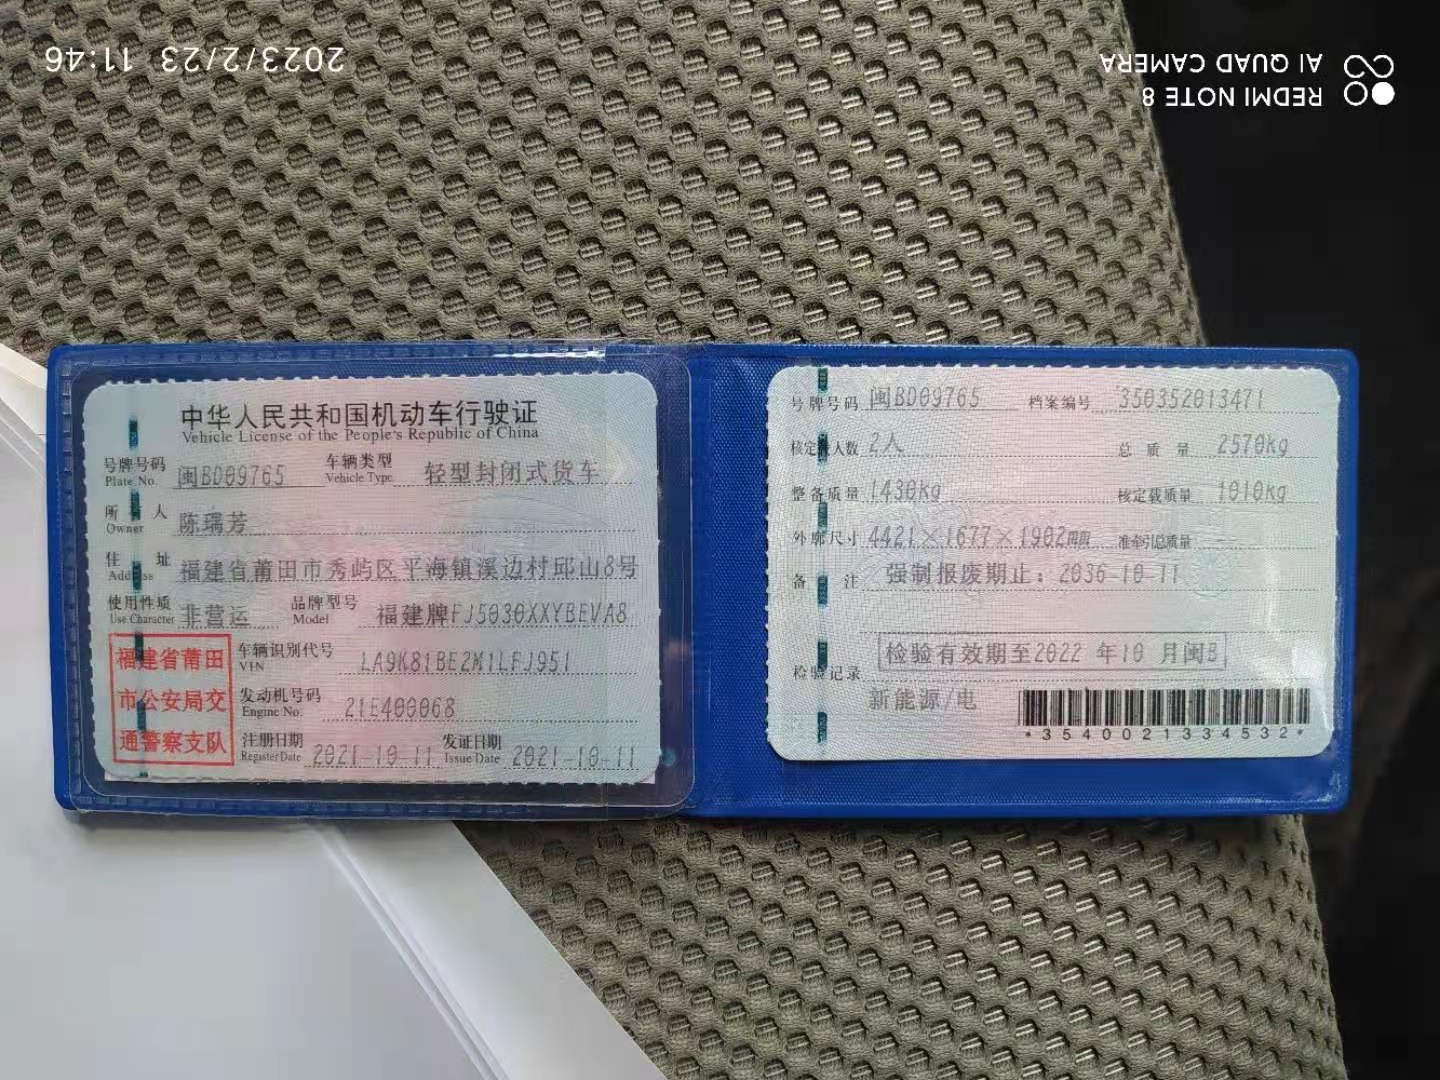 2023/2/23 11:46
REDMI NOTE 8
AI QUAD CAMERA
中华人民共和国机动车行驶证
Vehicle License of the People's Republic of China
号牌号码 闽BD09765 车辆类型 轻型封闭式货车
Plate No. Vehicle Type
所有人 陈瑞芳
Owner
住址 福建省莆田市秀屿区平海镇溪边村邱山8号
Address
使用性质 非营运 品牌型号 福建牌FJ5030XXYBEVA8
Use Character Model
福建省莆田
市公安局交
通警察支队
车辆识别代号 LA9K81BE2M1LFJ951
VIN
发动机号码 21E400068
Engine No.
注册日期 2021-10-11 发证日期 2021-10-11
Register Date Issue Date
号牌号码 闽BD09765 档案编号 350352013471
核定载人数 2人 总质量 2570kg
整备质量 1430kg 核定载质量 1010kg
外廓尺寸 4421×1677×1902mm 准牵引总质量
备注 强制报废期止：2036-10-11
检验记录 检验有效期至2022 年10 月闽B
新能源/电
*3540021334532*